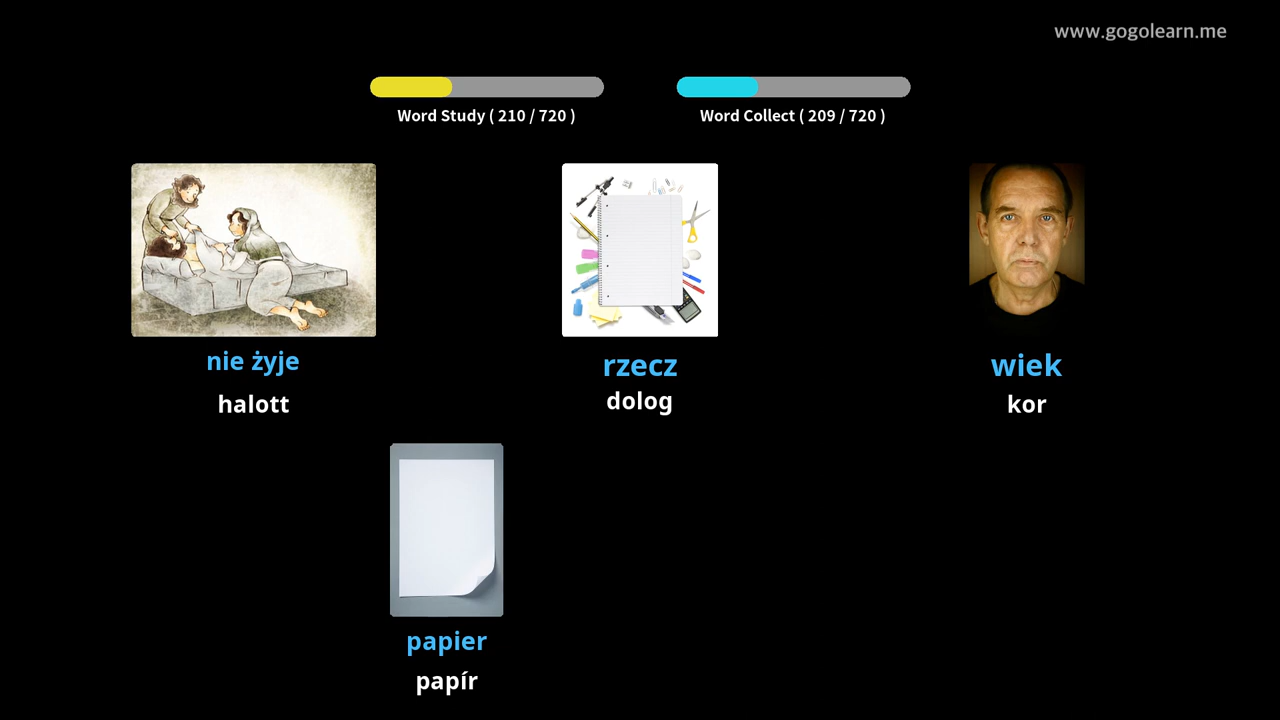 www.gogolearn.me
Word Study ( 210 / 720 )
Word Collect ( 209 / 720 )
nie żyje
halott
rzecz
dolog
wiek
kor
papier
papír